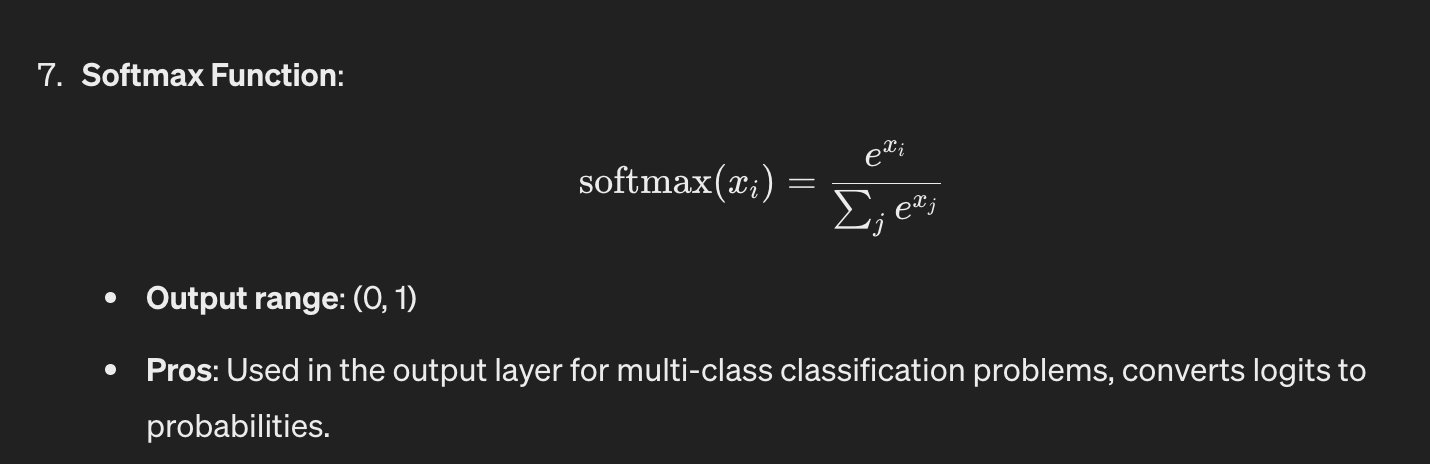 7. Softmax Function:
softmax(x_i) = \frac{e^{x_i}}{\sum_j e^{x_j}}
• Output range: (0, 1)
• Pros: Used in the output layer for multi-class classification problems, converts logits to
probabilities.